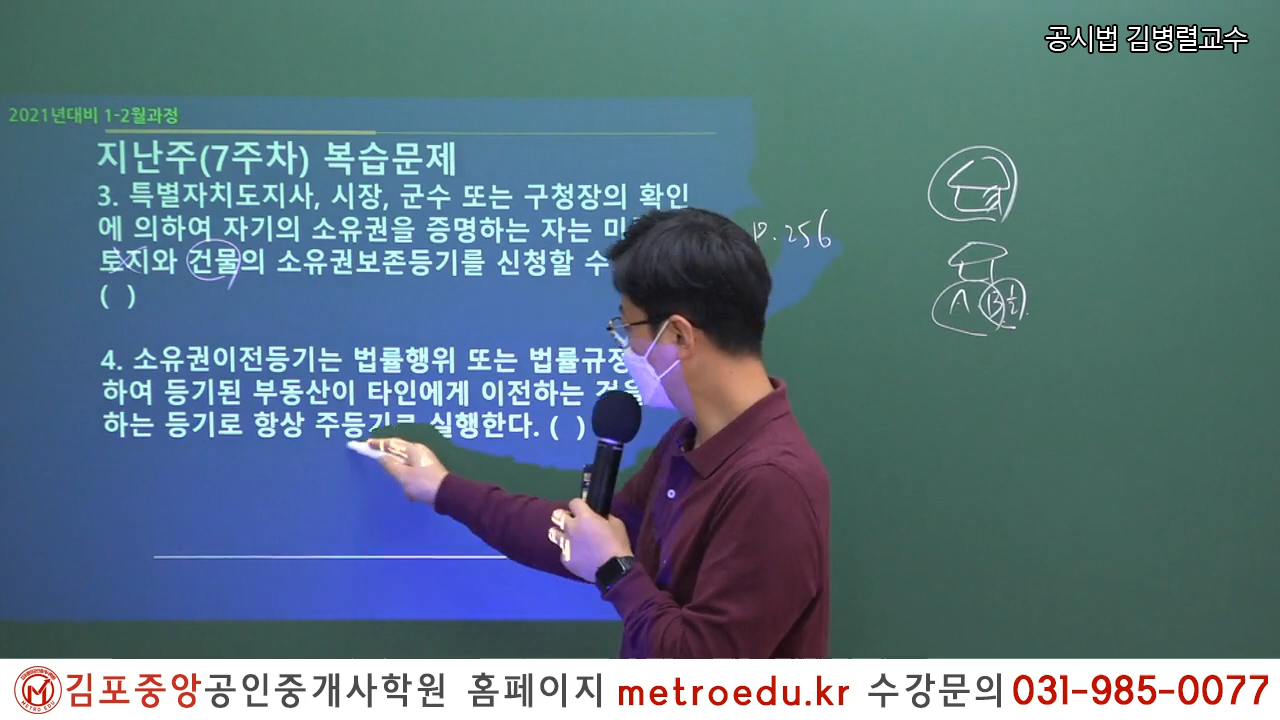 공시법 김병렬교수
2021년대비 1-2월과정
지난주(7주차) 복습문제
3. 특별자치도지사, 시장, 군수 또는 구청장의 확인
에 의하여 자기의 소유권을 증명하는 자는
토지와 건물의 소유권보존등기를 신청할 수
( )
P. 256
A B 1/2
4. 소유권이전등기는 법률행위 또는 법률규정
하여 등기된 부동산이 타인에게 이전하는
하는 등기로 항상 주등기로 실행한다. ( )
METRO EDU
김포중앙공인중개사학원 홈페이지 metroedu.kr 수강문의 031-985-0077